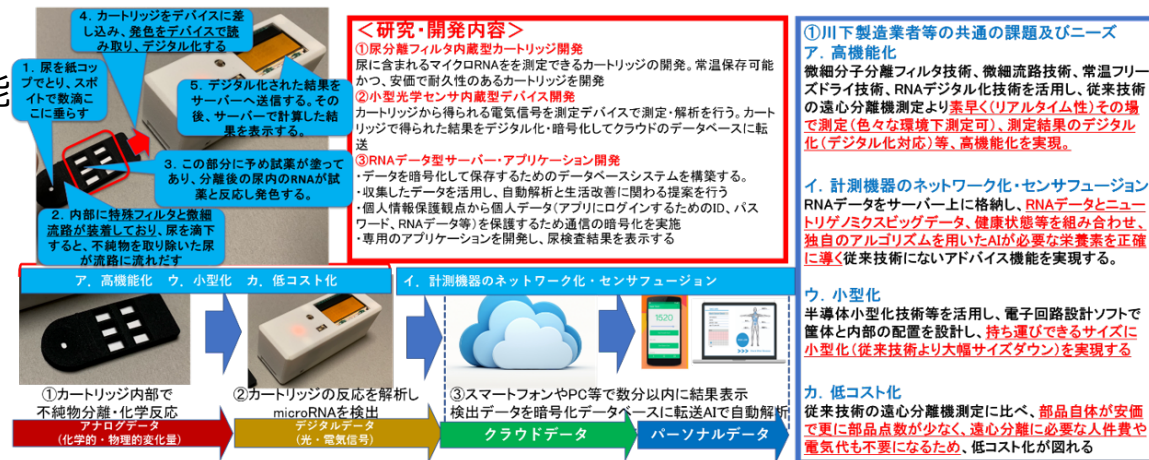 4. カートリッジをデバイスに差
し込み、発色をデバイスで読
み取り、デジタル化する
1. 尿を紙コッ
プでとり、スポ
イトで数滴こ
こに垂らす
5. デジタル化された結果を
サーバーへ送信する。その
後、サーバーで計算した結
果を表示する。
3. この部分に予め試薬が塗って
あり、分離後の尿内のRNAが試
薬と反応し発色する。
2. 内部に特殊フィルタと微細
流路が装着しており、尿を滴下
すると、不純物を取り除いた尿
が流路に流れだす
<研究・開発内容>
①尿分離フィルタ内蔵型カートリッジ開発
尿に含まれるマイクロRNAをを測定できるカートリッジの開発。常温保存可能
かつ、安価で耐久性のあるカートリッジを開発
②小型光学センサ内蔵型デバイス開発
カートリッジから得られる電気信号を測定デバイスで測定・解析を行う。カート
リッジで得られた結果をデジタル化・暗号化してクラウドのデータベースに転
送
③RNAデータ型サーバー・アプリケーション開発
・データを暗号化して保存するためのデータベースシステムを構築する。
・収集したデータを活用し、自動解析と生活改善に関わる提案を行う
・個人情報保護観点から個人データ(アプリにログインするためのID、パス
ワード、RNAデータ等)を保護するため通信の暗号化を実施
・専用のアプリケーションを開発し、尿検査結果を表示する
ア. 高機能化 ウ. 小型化 カ. 低コスト化
イ. 計測機器のネットワーク化・センサフュージョン
1520
①カートリッジ内部で
不純物分離・化学反応
②カートリッジの反応を解析し
microRNAを検出
③スマートフォンやPC等で数分以内に結果表示
検出データを暗号化データベースに転送AIで自動解析
アナログデータ
(化学的・物理的変化量)
デジタルデータ
(光・電気信号)
クラウドデータ
パーソナルデータ
①川下製造業者等の共通の課題及びニーズ
ア. 高機能化
微細分子分離フィルタ技術、微細流路技術、常温フリー
ズドライ技術、RNAデジタル化技術を活用し、従来技術
の遠心分離機測定より素早く(リアルタイム性)その場
で測定(色々な環境下測定可)、測定結果のデジタル
化(デジタル化対応)等、高機能化を実現。
イ. 計測機器のネットワーク化・センサフュージョン
RNAデータをサーバー上に格納し、RNAデータとニュー
トリゲノミクスビッグデータ、健康状態等を組み合わせ、
独自のアルゴリズムを用いたAIが必要な栄養素を正確
に導く従来技術にないアドバイス機能を実現する。
ウ. 小型化
半導体小型化技術等を活用し、電子回路設計ソフトで
筐体と内部の配置を設計し、持ち運びできるサイズに
小型化(従来技術より大幅サイズダウン)を実現する
カ. 低コスト化
従来技術の遠心分離機測定に比べ、部品自体が安価
で更に部品点数が少なく、遠心分離に必要な人件費や
電気代も不要になるため、低コスト化が図れる